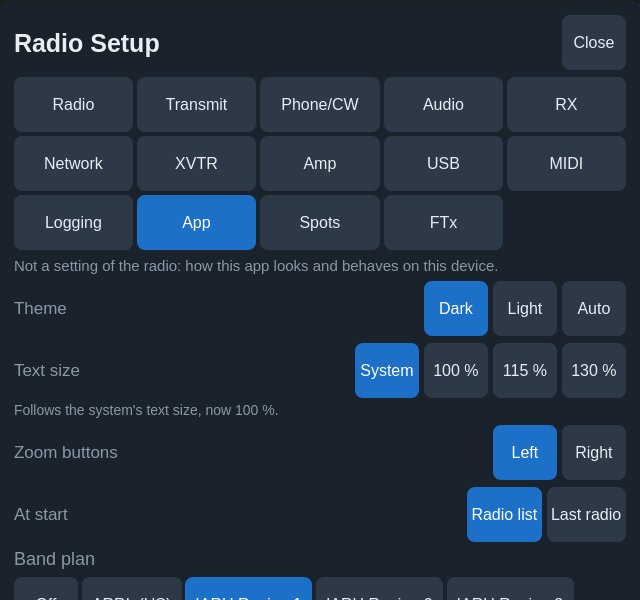 Radio Setup
Close
Radio Transmit Phone/CW Audio RX
Network XVTR Amp USB MIDI
Logging App Spots FTx
Not a setting of the radio: how this app looks and behaves on this device.
Theme Dark Light Auto
Text size System 100 % 115 % 130 %
Follows the system's text size, now 100 %.
Zoom buttons Left Right
At start Radio list Last radio
Band plan